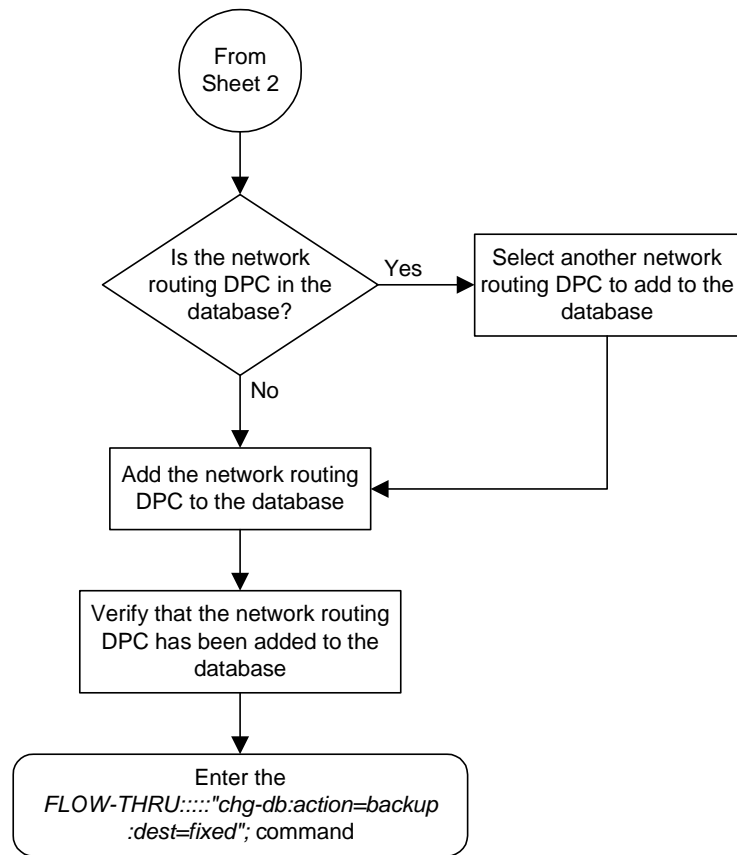 From
Sheet 2
Is the network
routing DPC in the
database?
Yes
Select another network
routing DPC to add to the
database
No
Add the network routing
DPC to the database
Verify that the network routing
DPC has been added to the
database
Enter the
FLOW-THRU:::::"chg-db:action=backup
:dest=fixed"; command